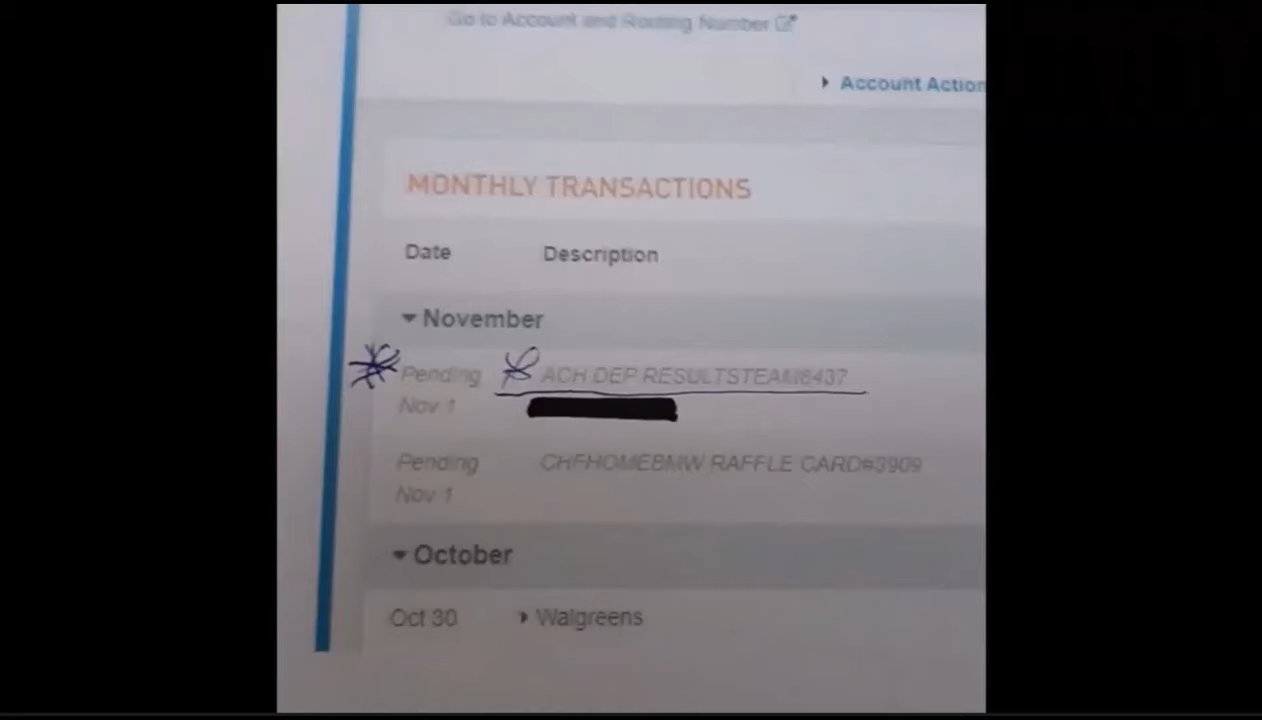 Go to Account and Routing Number
Account Action
MONTHLY TRANSACTIONS
Date Description
November
Pending ACH DEP RESULTSTEAM6437
Nov 1
Pending CHFHOMEBMW RAFFLE CARD#3909
Nov 1
October
Oct 30 Walgreens